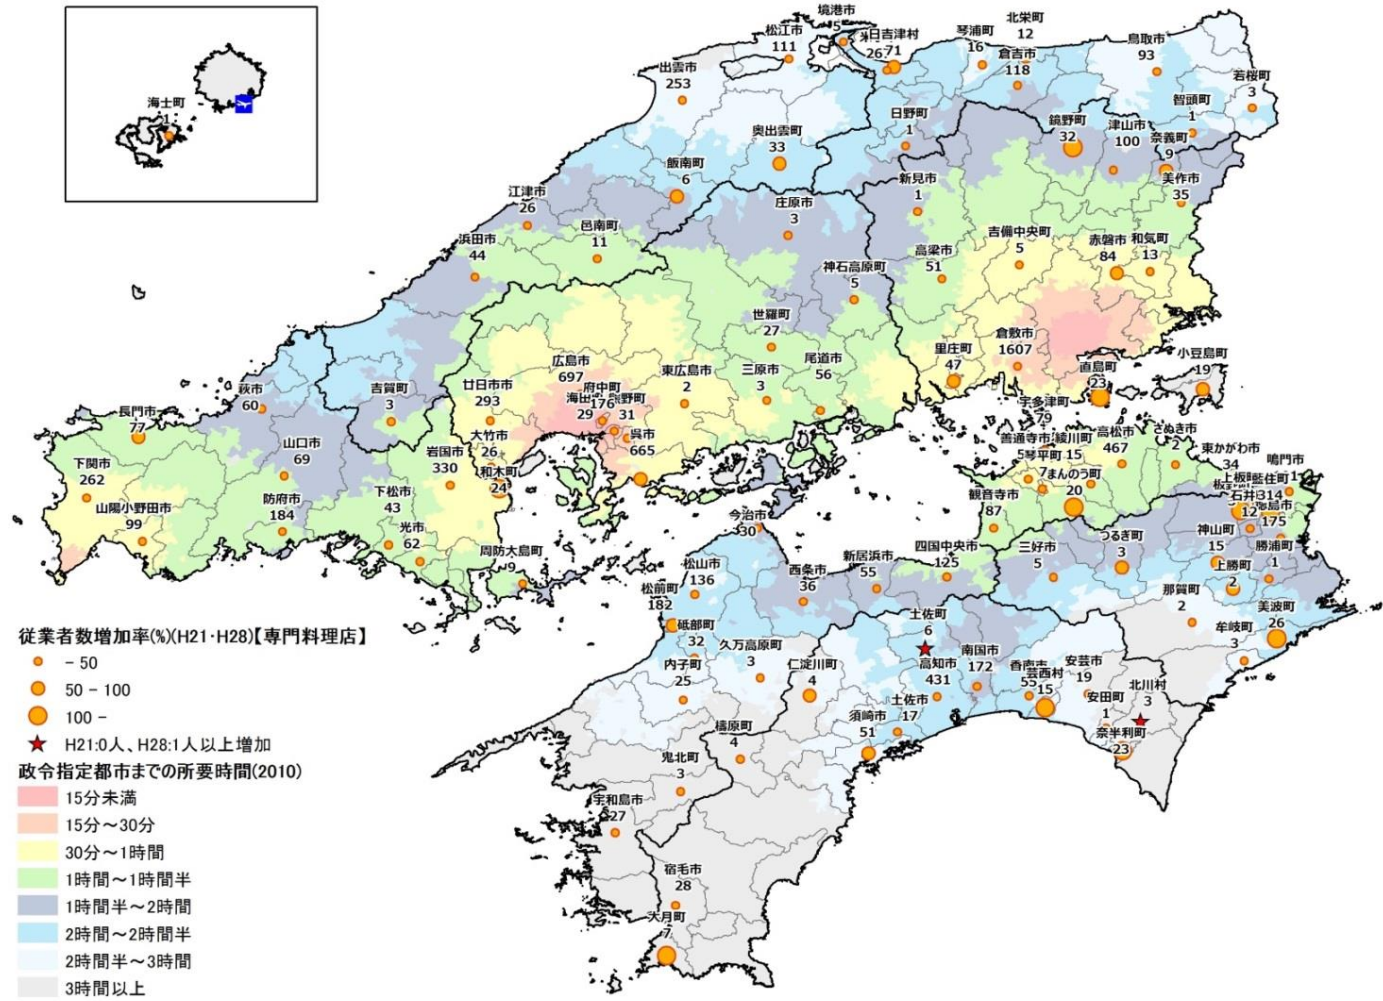 海士町
1
境港市
5
松江市
111
日吉津村
26
71
琴浦町
16
北栄町
12
倉吉市
118
鳥取市
93
若桜町
3
出雲市
253
智頭町
1
日野町
1
鏡野町
32
津山市
100
奈義町
9
奥出雲町
33
飯南町
6
新見市
1
美作市
35
江津市
26
庄原市
3
邑南町
11
浜田市
44
吉備中央町
5
赤磐市
84
和気町
13
高梁市
51
神石高原町
5
世羅町
27
倉敷市
1607
里庄町
47
小豆島町
19
直島町
23
広島市
697
東広島市
2
三原市
3
尾道市
56
廿日市市
293
府中町
176
29
熊野町
31
吉賀町
3
萩市
60
長門市
77
宇多津町
79
呉市
665
大竹市
26
山口市
69
岩国市
330
和木町
24
善通寺市
5
綾川町
15
高松市
467
さぬき市
2
東かがわ市
34
鳴門市
1
琴平町
7
まんのう町
20
下関市
262
山陽小野田市
99
防府市
184
下松市
43
光市
62
観音寺市
87
藍住町
314
石井
12
175
今治市
30
周防大島町
9
新居浜市
55
四国中央市
125
三好市
5
つるぎ町
3
神山町
15
勝浦町
1
松山市
136
西条市
36
上勝町
2
松前町
182
那賀町
2
美波町
26
土佐町
6
砥部町
32
牟岐町
3
久万高原町
3
仁淀川町
4
高知市
431
南国市
172
香南市
55
芸西村
15
安芸市
19
北川村
3
内子町
25
安田町
1
土佐市
17
須崎市
51
奈半利町
23
梼原町
4
鬼北町
3
宇和島市
27
宿毛市
28
大月町
7
従業者数増加率(%)(H21･H28)【専門料理店】
- 50
50 - 100
100 -
H21:0人、H28:1人以上増加
政令指定都市までの所要時間(2010)
15分未満
15分～30分
30分～1時間
1時間～1時間半
1時間半～2時間
2時間～2時間半
2時間半～3時間
3時間以上